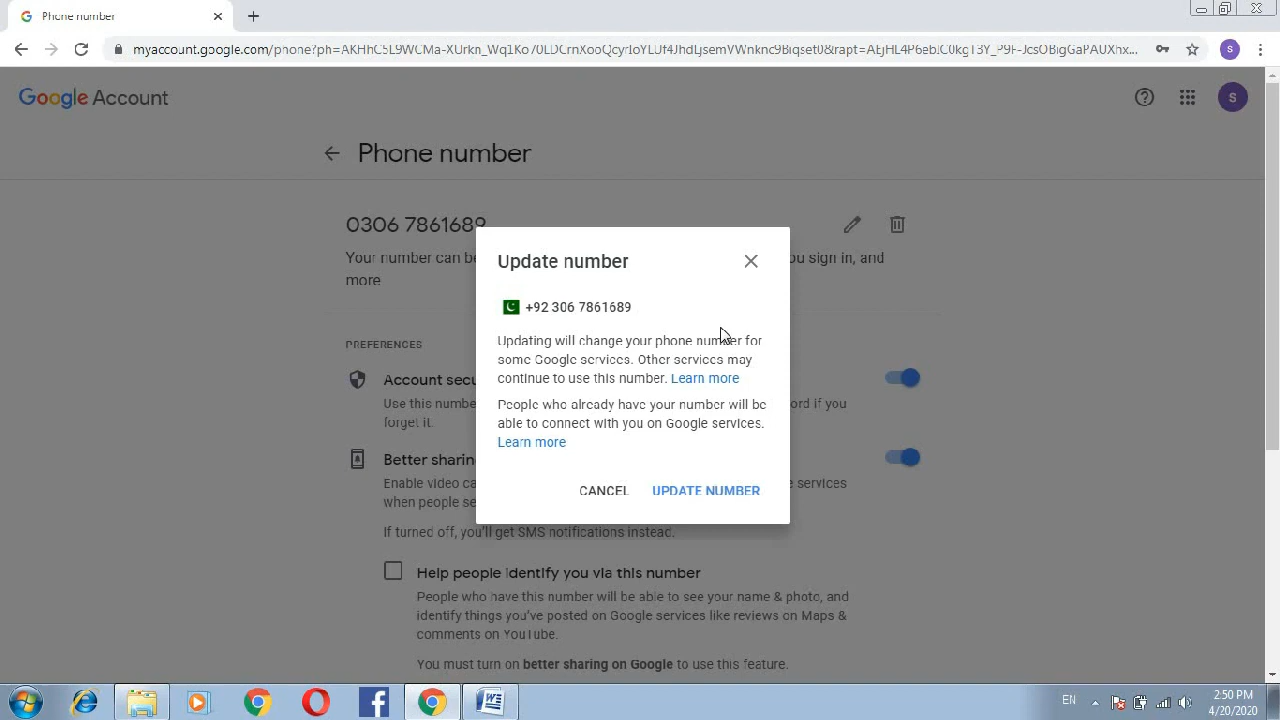 Phone number
myaccount.google.com/phone?ph=
Google Account
S
S
Phone number
0306 7861689
Your number can be
u sign in, and
more
Update number
+92 306 7861689
Updating will change your phone number for
some Google services. Other services may
continue to use this number. Learn more
People who already have your number will be
able to connect with you on Google services.
Learn more
CANCEL UPDATE NUMBER
PREFERENCES
Account secu
Use this numbe
ord if you
forget it.
Better sharin
Enable video ca
e services
when people se
If turned off, you'll get SMS notifications instead.
Help people identify you via this number
People who have this number will be able to see your name & photo, and
identify things you've posted on Google services like reviews on Maps &
comments on YouTube.
You must turn on better sharing on Google to use this feature.
EN
2:50 PM
4/20/2020